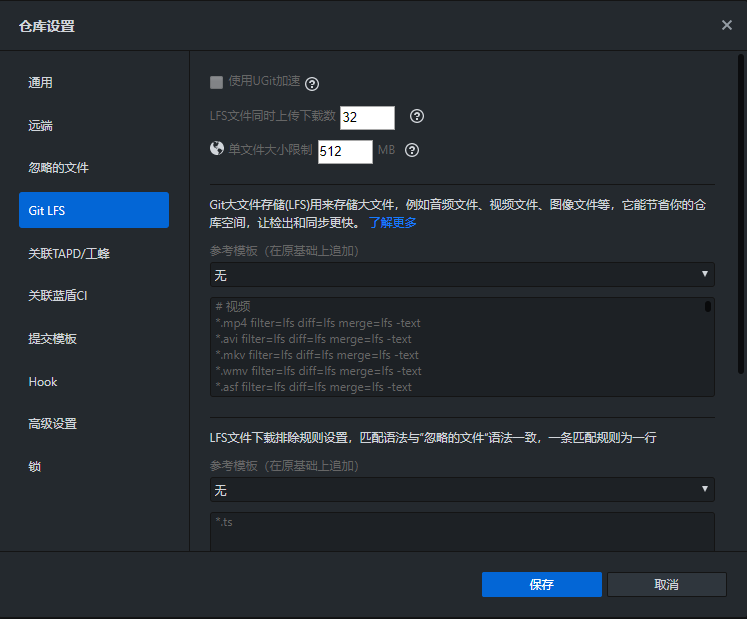 仓库设置
通用
远端
忽略的文件
Git LFS
关联TAPD/工蜂
关联蓝盾CI
提交模板
Hook
高级设置
锁
使用UGit加速
LFS文件同时上传下载数 32
单文件大小限制 512 MB
Git大文件存储(LFS)用来存储大文件，例如音频文件、视频文件、图像文件等，它能节省你的仓
库空间，让检出和同步更快。 了解更多
参考模板（在原基础上追加）
无
# 视频
*.mp4 filter=lfs diff=lfs merge=lfs -text
*.avi filter=lfs diff=lfs merge=lfs -text
*.mkv filter=lfs diff=lfs merge=lfs -text
*.wmv filter=lfs diff=lfs merge=lfs -text
*.asf filter=lfs diff=lfs merge=lfs -text
LFS文件下载排除规则设置，匹配语法与"忽略的文件"语法一致，一条匹配规则为一行
参考模板（在原基础上追加）
无
*.ts
保存
取消